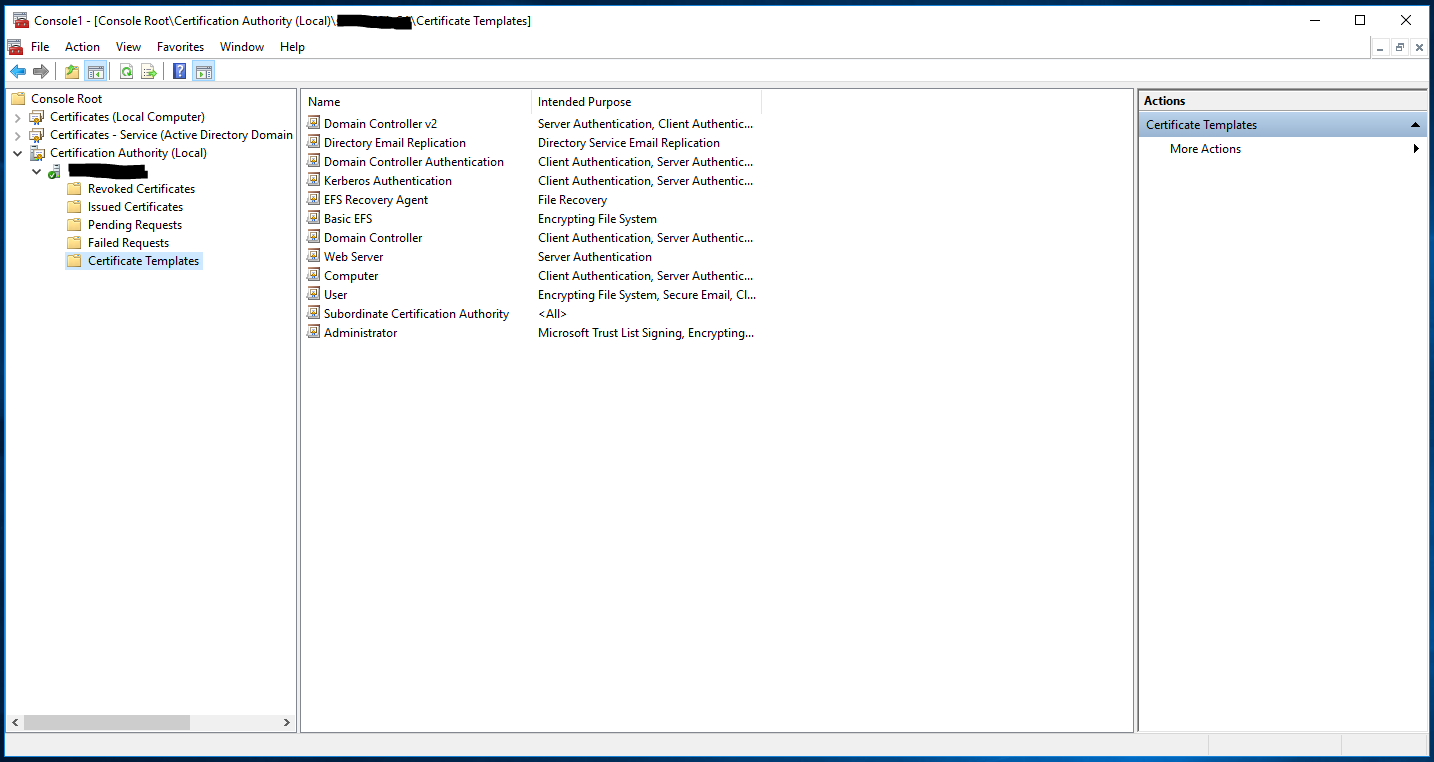 Console1 - [Console Root\Certification Authority (Local)\ \Certificate Templates]
File Action View Favorites Window Help
Console Root
Certificates (Local Computer)
Certificates - Service (Active Directory Domain
Certification Authority (Local)
Revoked Certificates
Issued Certificates
Pending Requests
Failed Requests
Certificate Templates
Name Intended Purpose
Domain Controller v2 Server Authentication, Client Authentic...
Directory Email Replication Directory Service Email Replication
Domain Controller Authentication Client Authentication, Server Authentic...
Kerberos Authentication Client Authentication, Server Authentic...
EFS Recovery Agent File Recovery
Basic EFS Encrypting File System
Domain Controller Client Authentication, Server Authentic...
Web Server Server Authentication
Computer Client Authentication, Server Authentic...
User Encrypting File System, Secure Email, Cl...
Subordinate Certification Authority <All>
Administrator Microsoft Trust List Signing, Encrypting...
Actions
Certificate Templates
More Actions